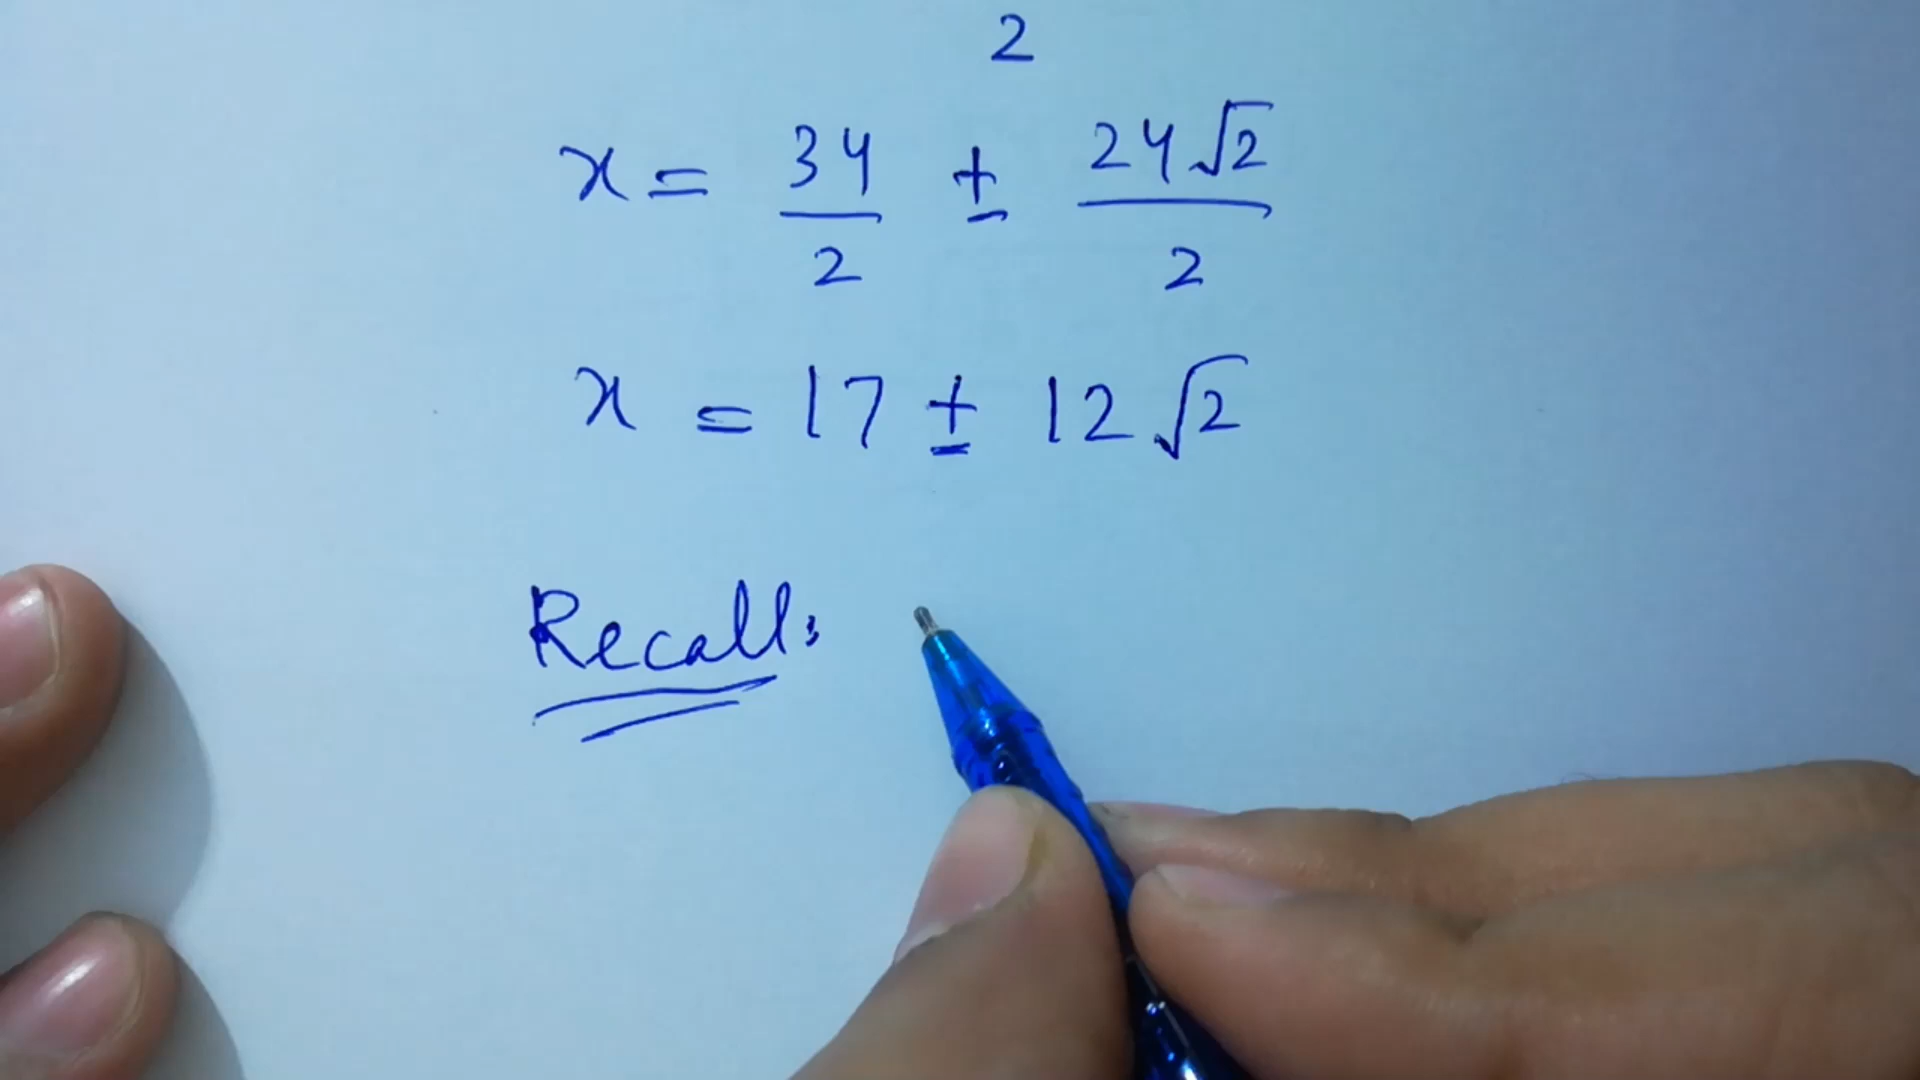 2
x = 34/2 ± 24√2/2
x = 17 ± 12√2
Recall: